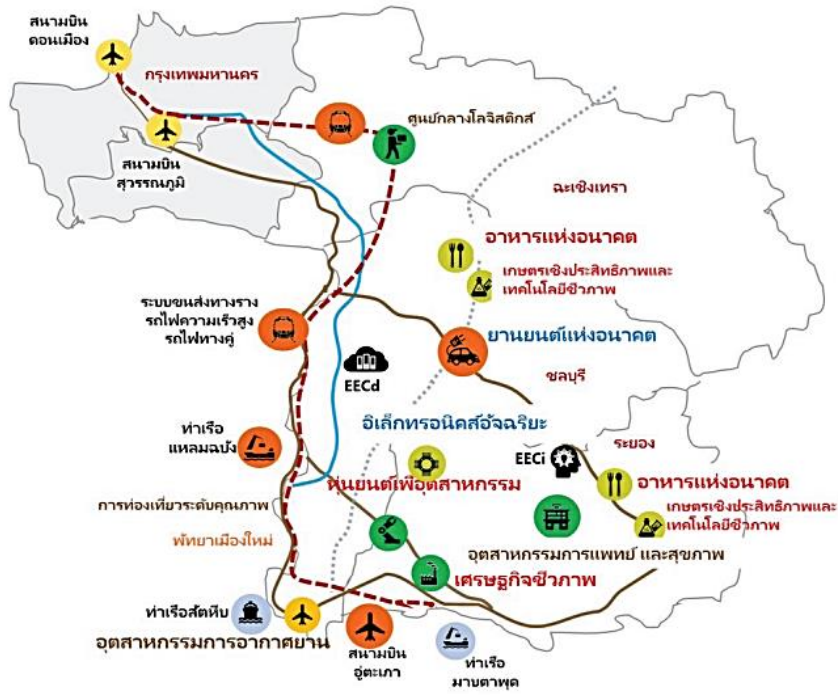 สนามบิน
ดอนเมือง
กรุงเทพมหานคร
ศูนย์กลางโลจิสติกส์
สนามบิน
สุวรรณภูมิ
ฉะเชิงเทรา
อาหารแห่งอนาคต
เกษตรเชิงประสิทธิภาพและ
เทคโนโลยีชีวภาพ
ระบบขนส่งทางราง
รถไฟความเร็วสูง
รถไฟทางคู่
ยานยนต์แห่งอนาคต
EECd
ชลบุรี
อิเล็กทรอนิคส์อัจฉริยะ
ท่าเรือ
แหลมฉบัง
ระยอง
EECi
หุ่นยนต์เพื่อุตสาหกรรม
อาหารแห่งอนาคต
การท่องเที่ยวระดับคุณภาพ
เกษตรเชิงประสิทธิภาพและ
เทคโนโลยีชีวภาพ
พัทยาเมืองใหม่
อุตสาหกรรมการแพทย์ และสุขภาพ
เศรษฐกิจชีวภาพ
ท่าเรือสัตหีบ
อุตสาหกรรมการอากาศยาน
สนามบิน
อู่ตะเภา
ท่าเรือ
มาบตาพุด